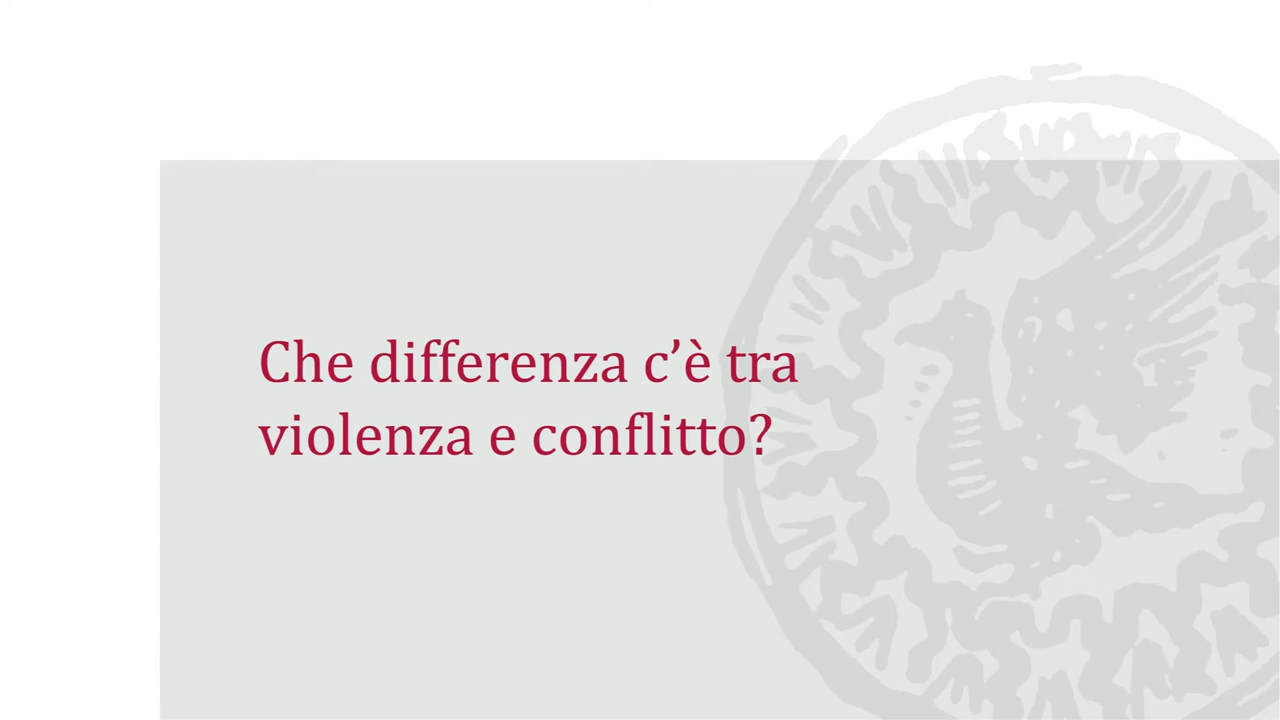 Che differenza c’è tra
violenza e conflitto?